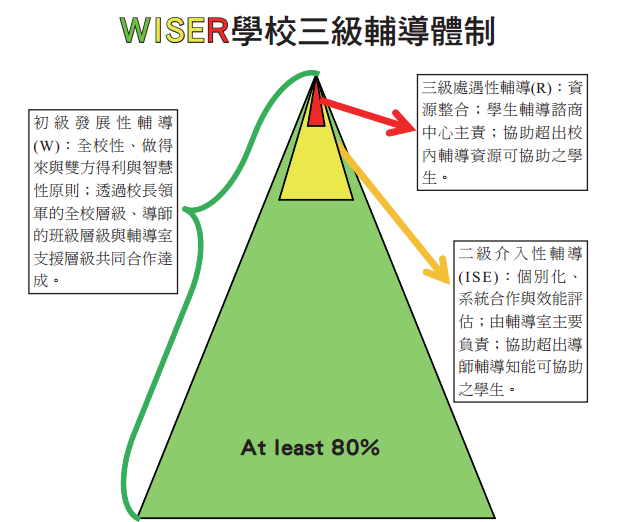 WISER學校三級輔導體制
初級發展性輔導
(W)：全校性、做得
來與雙方得利與智慧
性原則；透過校長領
軍的全校層級、導師
的班級層級與輔導室
支援層級共同合作達
成。
三級處遇性輔導(R)：資
源整合；學生輔導諮商
中心主責；協助超出校
內輔導資源可協助之學
生。
二級介入性輔導
(ISE)：個別化、
系統合作與效能評
估；由輔導室主要
負責；協助超出導
師輔導知能可協助
之學生。
At least 80%